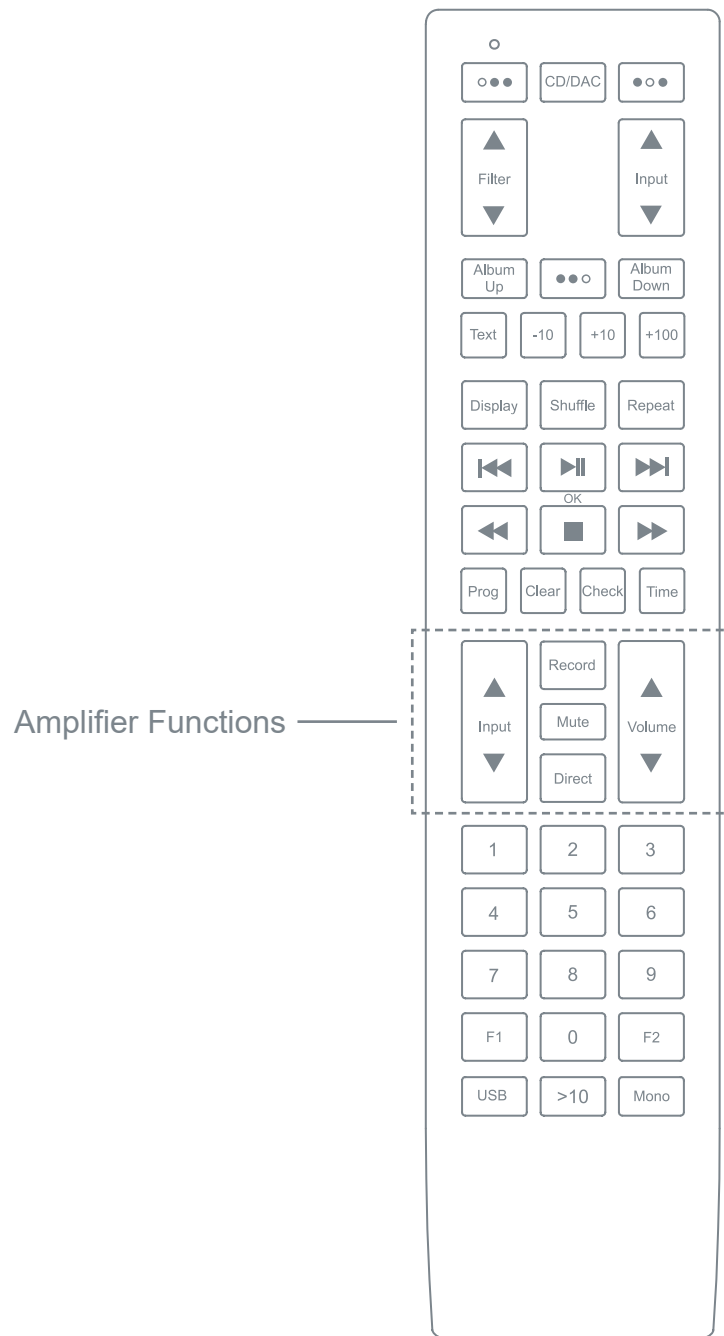 CD/DAC
Filter
Input
Album
Up
Album
Down
Text
-10
+10
+100
Display
Shuffle
Repeat
OK
Prog
Clear
Check
Time
Amplifier Functions
Input
Record
Mute
Direct
Volume
1
2
3
4
5
6
7
8
9
F1
0
F2
USB
>10
Mono